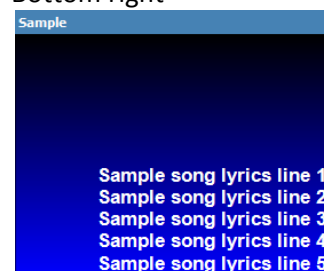 Bottom right
Sample
Sample song lyrics line 1
Sample song lyrics line 2
Sample song lyrics line 3
Sample song lyrics line 4
Sample song lyrics line 5